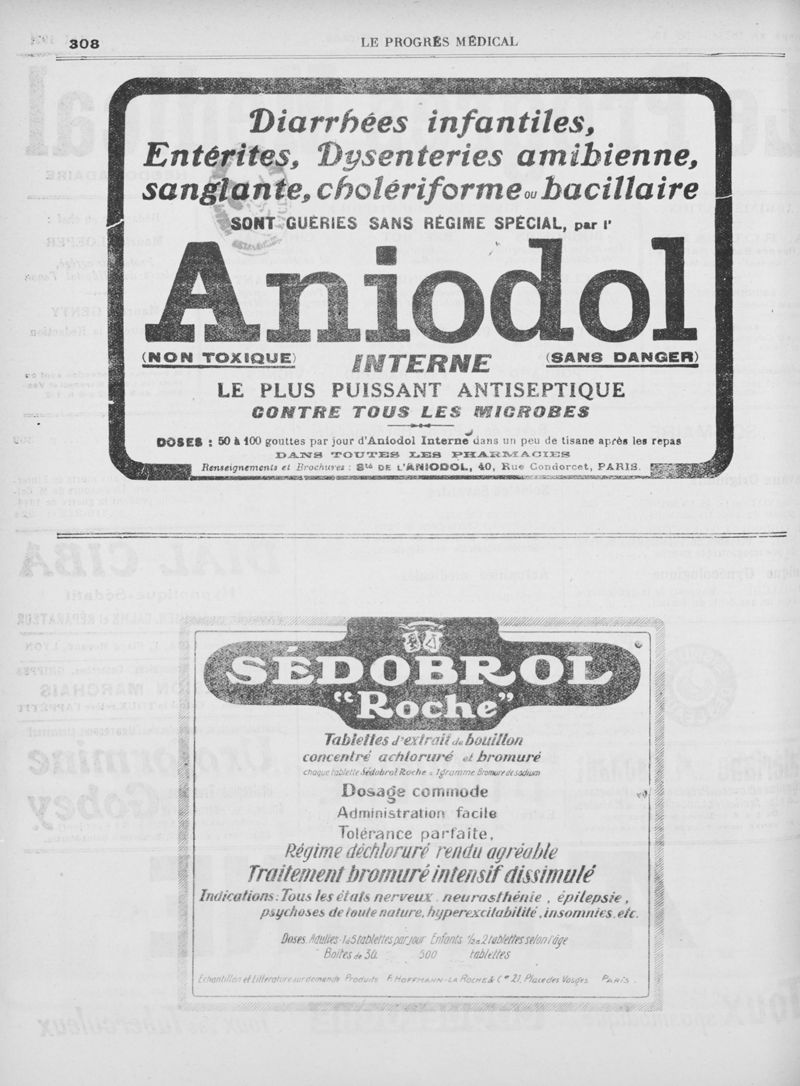 308
LE PROGRÈS MÉDICAL
Diarrhées infantiles,
Entérites, Dysenteries amibienne,
sanglante, cholériforme ou bacillaire
SONT GUÉRIES SANS RÉGIME SPÉCIAL, par l'
Aniodol
(NON TOXIQUE) INTERNE (SANS DANGER)
LE PLUS PUISSANT ANTISEPTIQUE
CONTRE TOUS LES MICROBES
DOSES : 50 à 100 gouttes par jour d'Aniodol Interne dans un peu de tisane après les repas
DANS TOUTES LES PHARMACIES
Renseignements et Brochures : Sté DE L'ANIODOL, 40, Rue Condorcet, PARIS.
SÉDOBROL
"Roche"
Tablettes d'extrait de bouillon
concentré achloruré et bromuré
chaque tablette Sédobrol Roche = 1 gramme Bromure de sodium
Dosage commode
Administration facile
Tolérance parfaite,
Régime déchloruré rendu agréable
Traitement bromuré intensif dissimulé
Indications: Tous les états nerveux, neurasthénie, épilepsie,
psychoses de toute nature, hyperexcitabilité, insomnies, etc.
Doses. Adultes 1 à 5 tablettes par jour Enfants ½ à 2 tablettes selon l'âge
Boîtes de 30. 500 tablettes
Échantillon et Littérature sur demande Produits F. HOFFMANN-LA ROCHE & Cie 21, Place des Vosges PARIS.